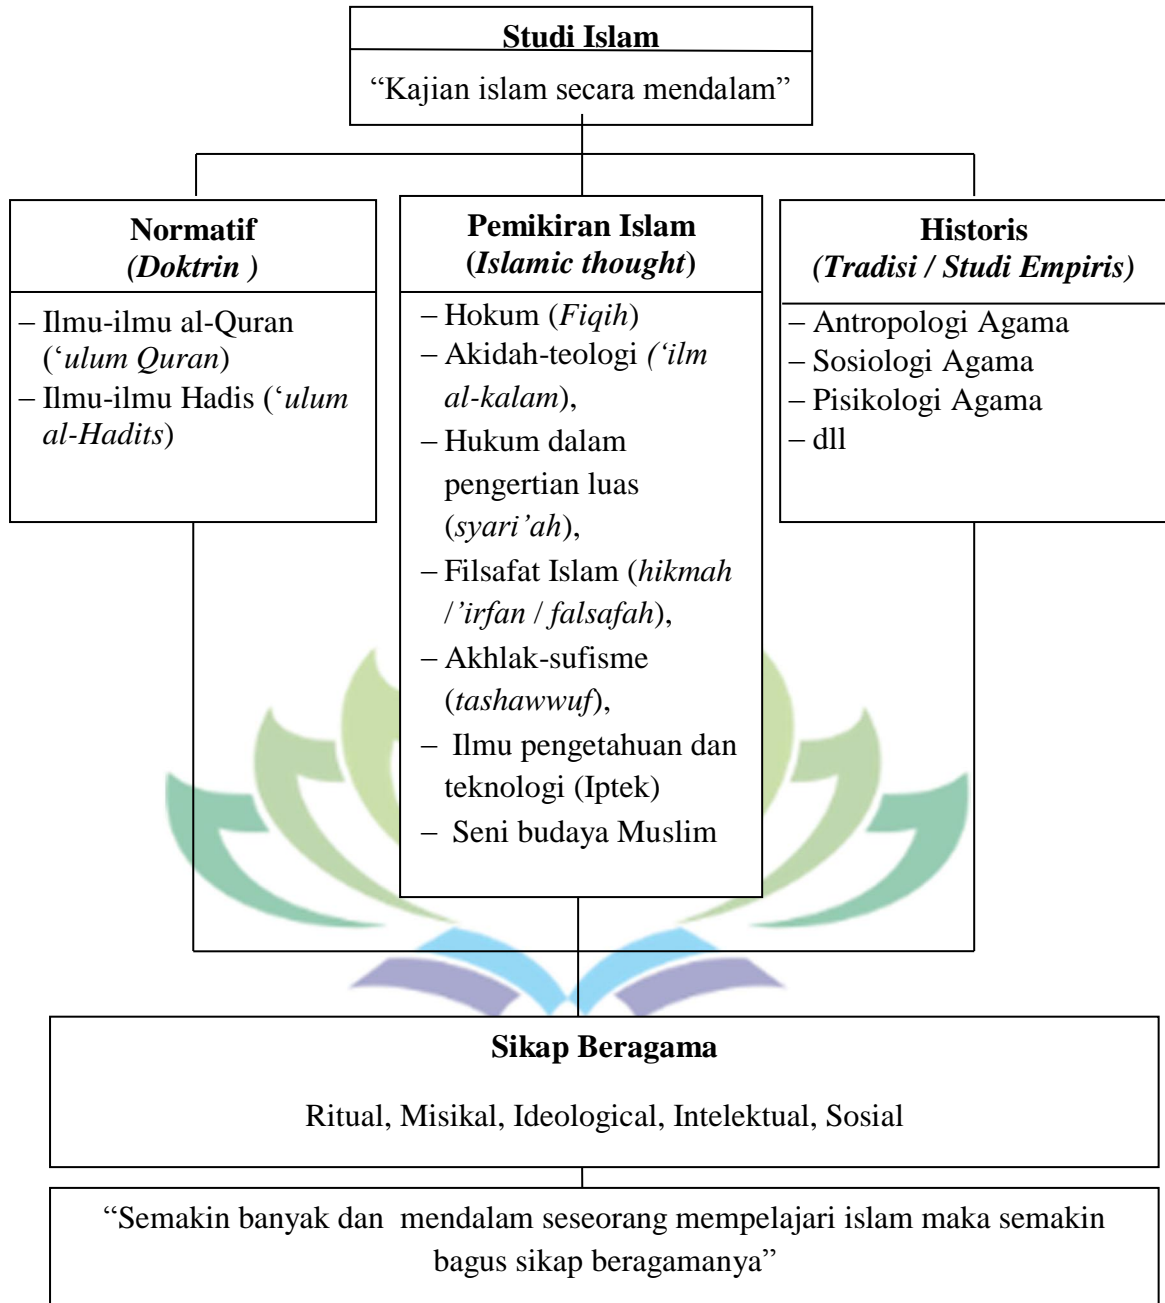 Studi Islam
“Kajian islam secara mendalam”
Normatif
(Doktrin )
– Ilmu-ilmu al-Quran
(‘ulum Quran)
– Ilmu-ilmu Hadis (‘ulum
al-Hadits)
Pemikiran Islam
(Islamic thought)
– Hokum (Fiqih)
– Akidah-teologi (‘ilm
al-kalam),
– Hukum dalam
pengertian luas
(syari’ah),
– Filsafat Islam (hikmah
/’irfan / falsafah),
– Akhlak-sufisme
(tashawwuf),
– Ilmu pengetahuan dan
teknologi (Iptek)
– Seni budaya Muslim
Historis
(Tradisi / Studi Empiris)
– Antropologi Agama
– Sosiologi Agama
– Pisikologi Agama
– dll
Sikap Beragama
Ritual, Misikal, Ideological, Intelektual, Sosial
“Semakin banyak dan mendalam seseorang mempelajari islam maka semakin
bagus sikap beragamanya”